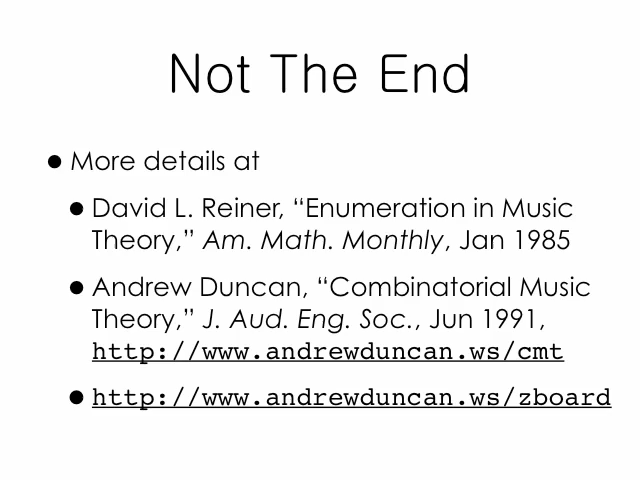 Not The End
• More details at
• David L. Reiner, “Enumeration in Music
Theory,” Am. Math. Monthly, Jan 1985
• Andrew Duncan, “Combinatorial Music
Theory,” J. Aud. Eng. Soc., Jun 1991,
http://www.andrewduncan.ws/cmt
• http://www.andrewduncan.ws/zboard